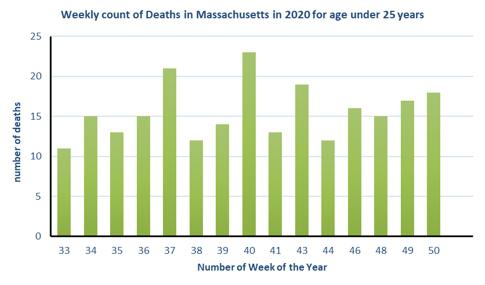 Weekly count of Deaths in Massachusetts in 2020 for age under 25 years
25
20
15
10
5
0
number of deaths
33 34 35 36 37 38 39 40 41 43 44 46 48 49 50
Number of Week of the Year